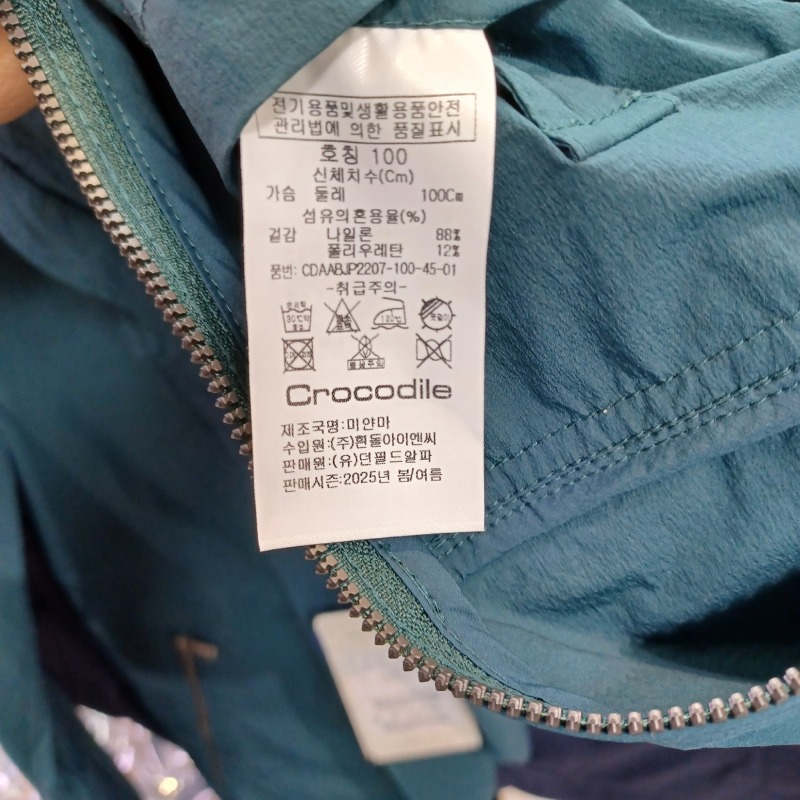 전기용품및생활용품안전
관리법에 의한 품질표시
호칭 100
신체치수(Cm)
가슴 둘레 100Cm
섬유의혼용율(%)
겉감 나일론 88%
폴리우레탄 12%
품번: CDAABJP2207-100-45-01
-취급주의-
30℃
120℃
Crocodile
제조국명:미얀마
수입원:(주)흰돌아이엔씨
판매원:(유)던필드알파
판매시즌:2025년 봄/여름